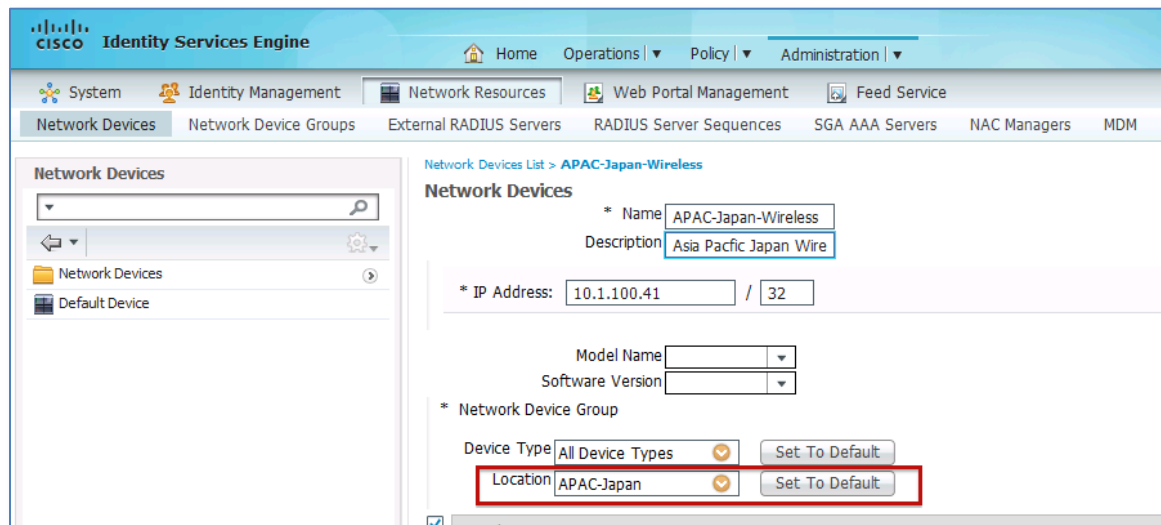 CISCO Identity Services Engine
Home Operations | ▼ Policy | ▼ Administration | ▼
System Identity Management Network Resources Web Portal Management Feed Service
Network Devices Network Device Groups External RADIUS Servers RADIUS Server Sequences SGA AAA Servers NAC Managers MDM
Network Devices
Network Devices
Default Device
Network Devices List > APAC-Japan-Wireless
Network Devices
* Name APAC-Japan-Wireless
Description Asia Pacfic Japan Wire
* IP Address: 10.1.100.41 / 32
Model Name
Software Version
* Network Device Group
Device Type All Device Types Set To Default
Location APAC-Japan Set To Default